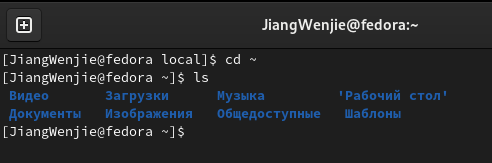 JiangWenjie@fedora:~
[JiangWenjie@fedora local]$ cd ~
[JiangWenjie@fedora ~]$ ls
Видео Загрузки Музыка 'Рабочий стол'
Документы Изображения Общедоступные Шаблоны
[JiangWenjie@fedora ~]$